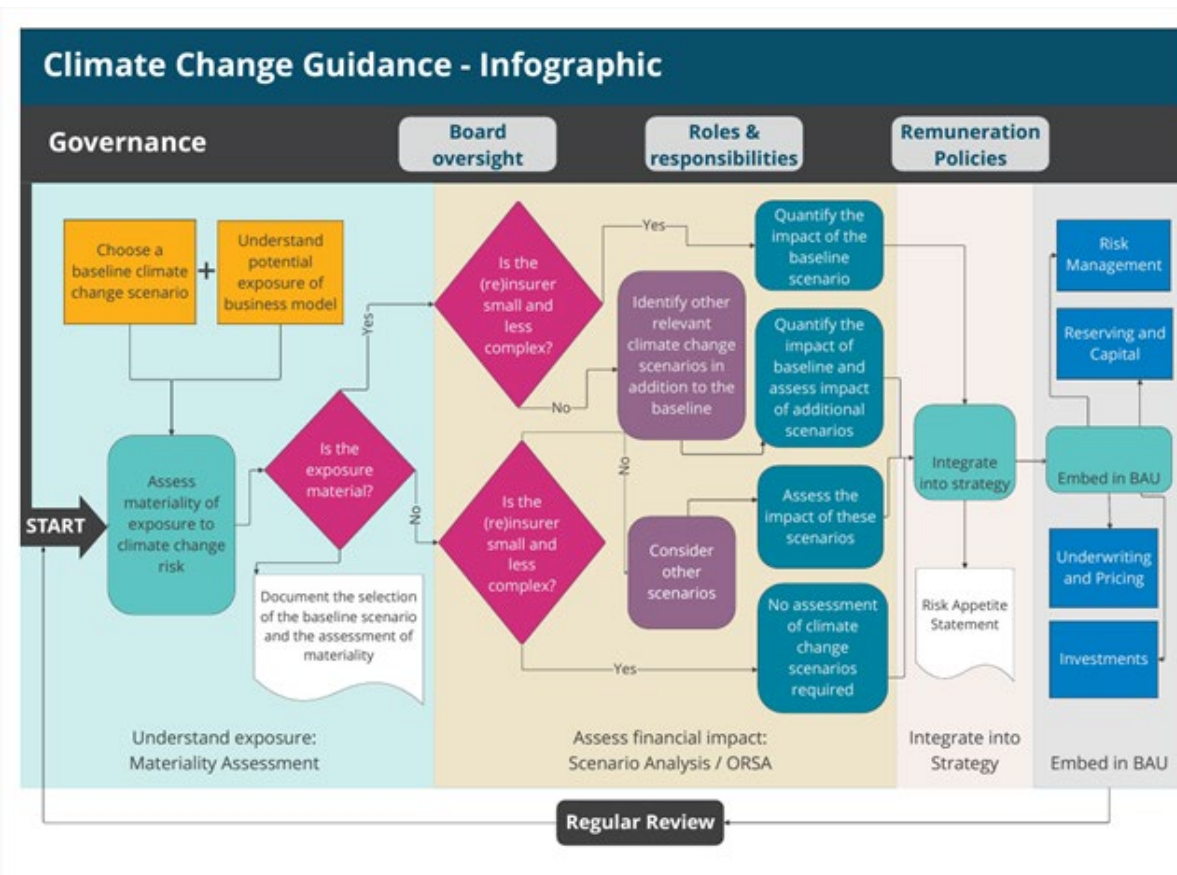 Climate Change Guidance - Infographic
Governance
Board
oversight
Roles &
responsibilities
Remuneration
Policies
Choose a
baseline climate
change scenario
+
Understand
potential
exposure of
business model
START
Assess
materiality of
exposure to
climate change
risk
Is the
exposure
material?
Yes
No
Document the selection
of the baseline scenario
and the assessment of
materiality
Understand exposure:
Materiality Assessment
Is the
(re)insurer
small and
less
complex?
Yes
No
Is the
(re)insurer
small and
less
complex?
No
Yes
Identify other
relevant
climate change
scenarios in
addition to the
baseline
Consider
other
scenarios
Quantify the
impact of the
baseline
scenario
Quantify the
impact of
baseline and
assess impact
of additional
scenarios
Assess the
impact of these
scenarios
No assessment
of climate
change
scenarios
required
Assess financial impact:
Scenario Analysis / ORSA
Integrate
into strategy
Risk Appetite
Statement
Integrate into
Strategy
Risk
Management
Reserving and
Capital
Embed in BAU
Underwriting
and Pricing
Investments
Embed in BAU
Regular Review